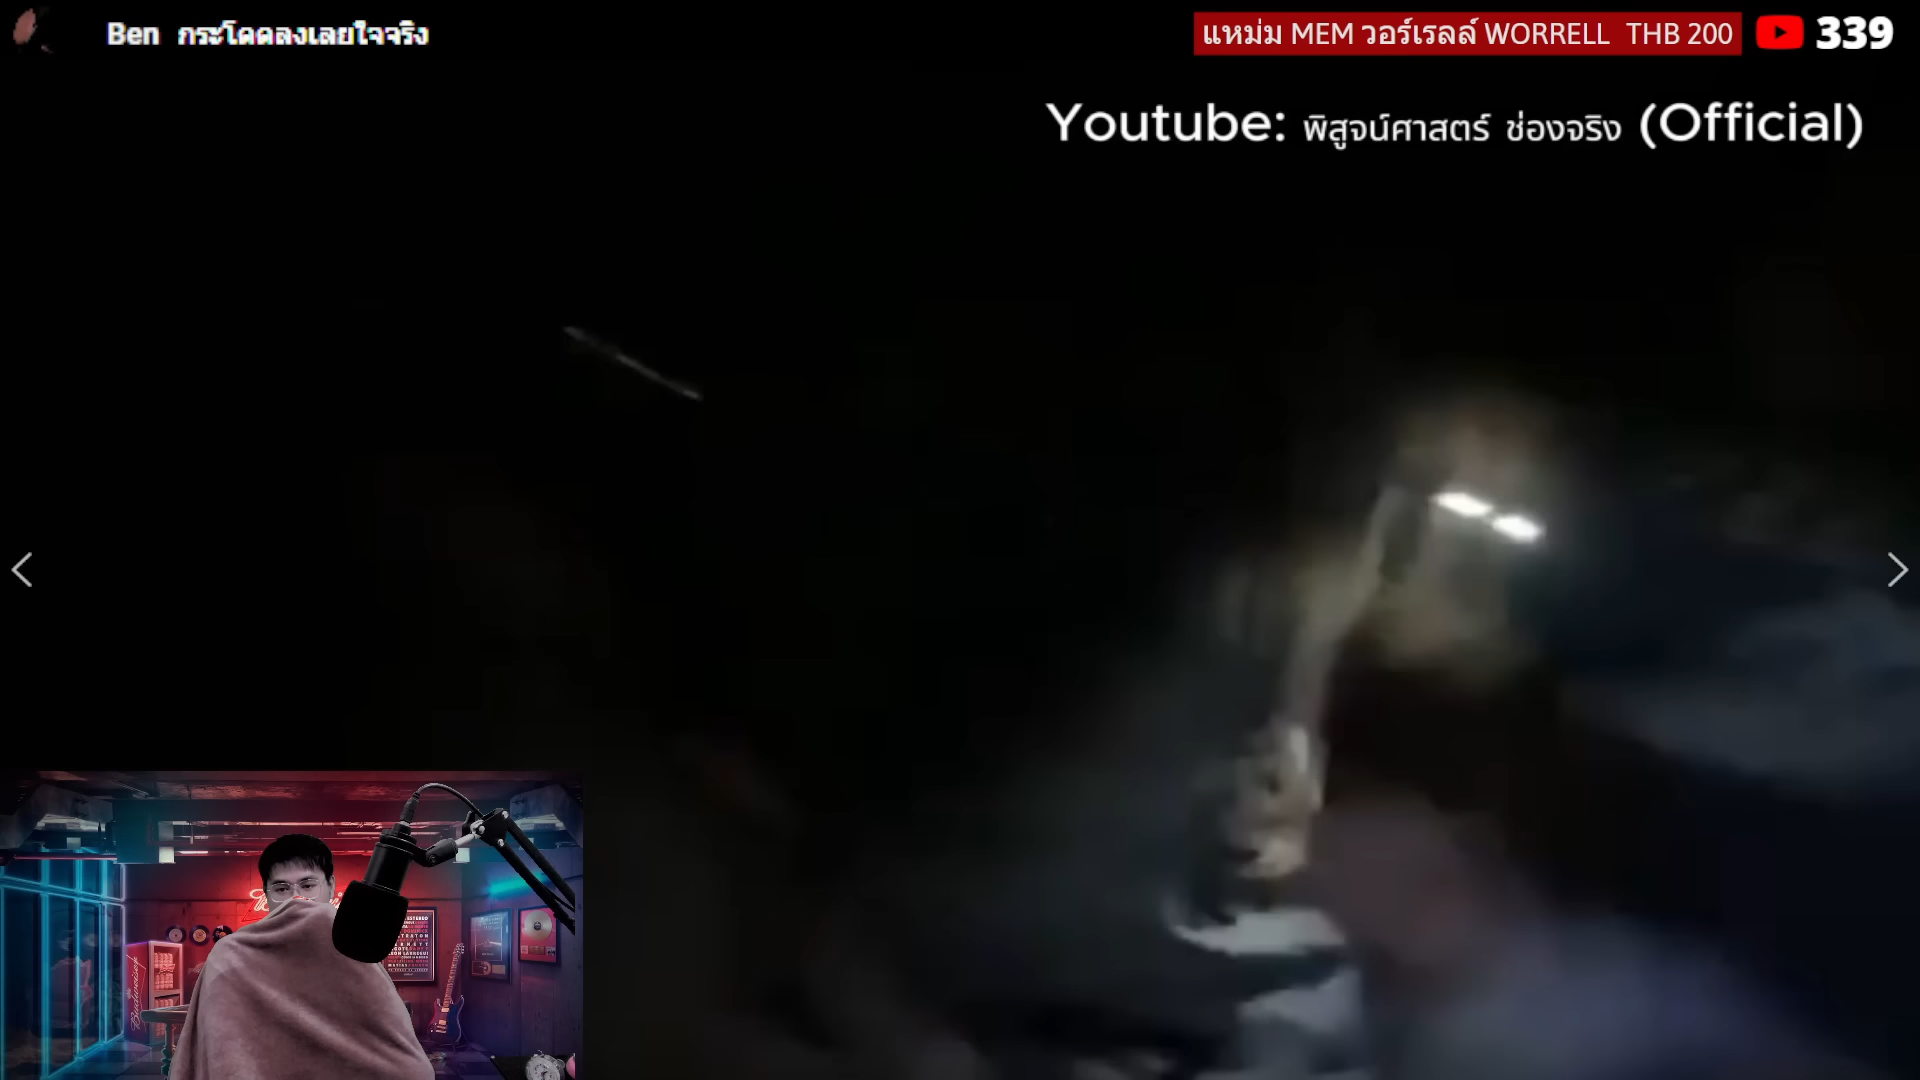 Ben กระโดดลงเลยใจจริง
แหม่ม MEM วอร์เรลล์ WORRELL THB 200
339
Youtube: พิสูจน์ศาสตร์ ช่องจริง (Official)
Budweiser